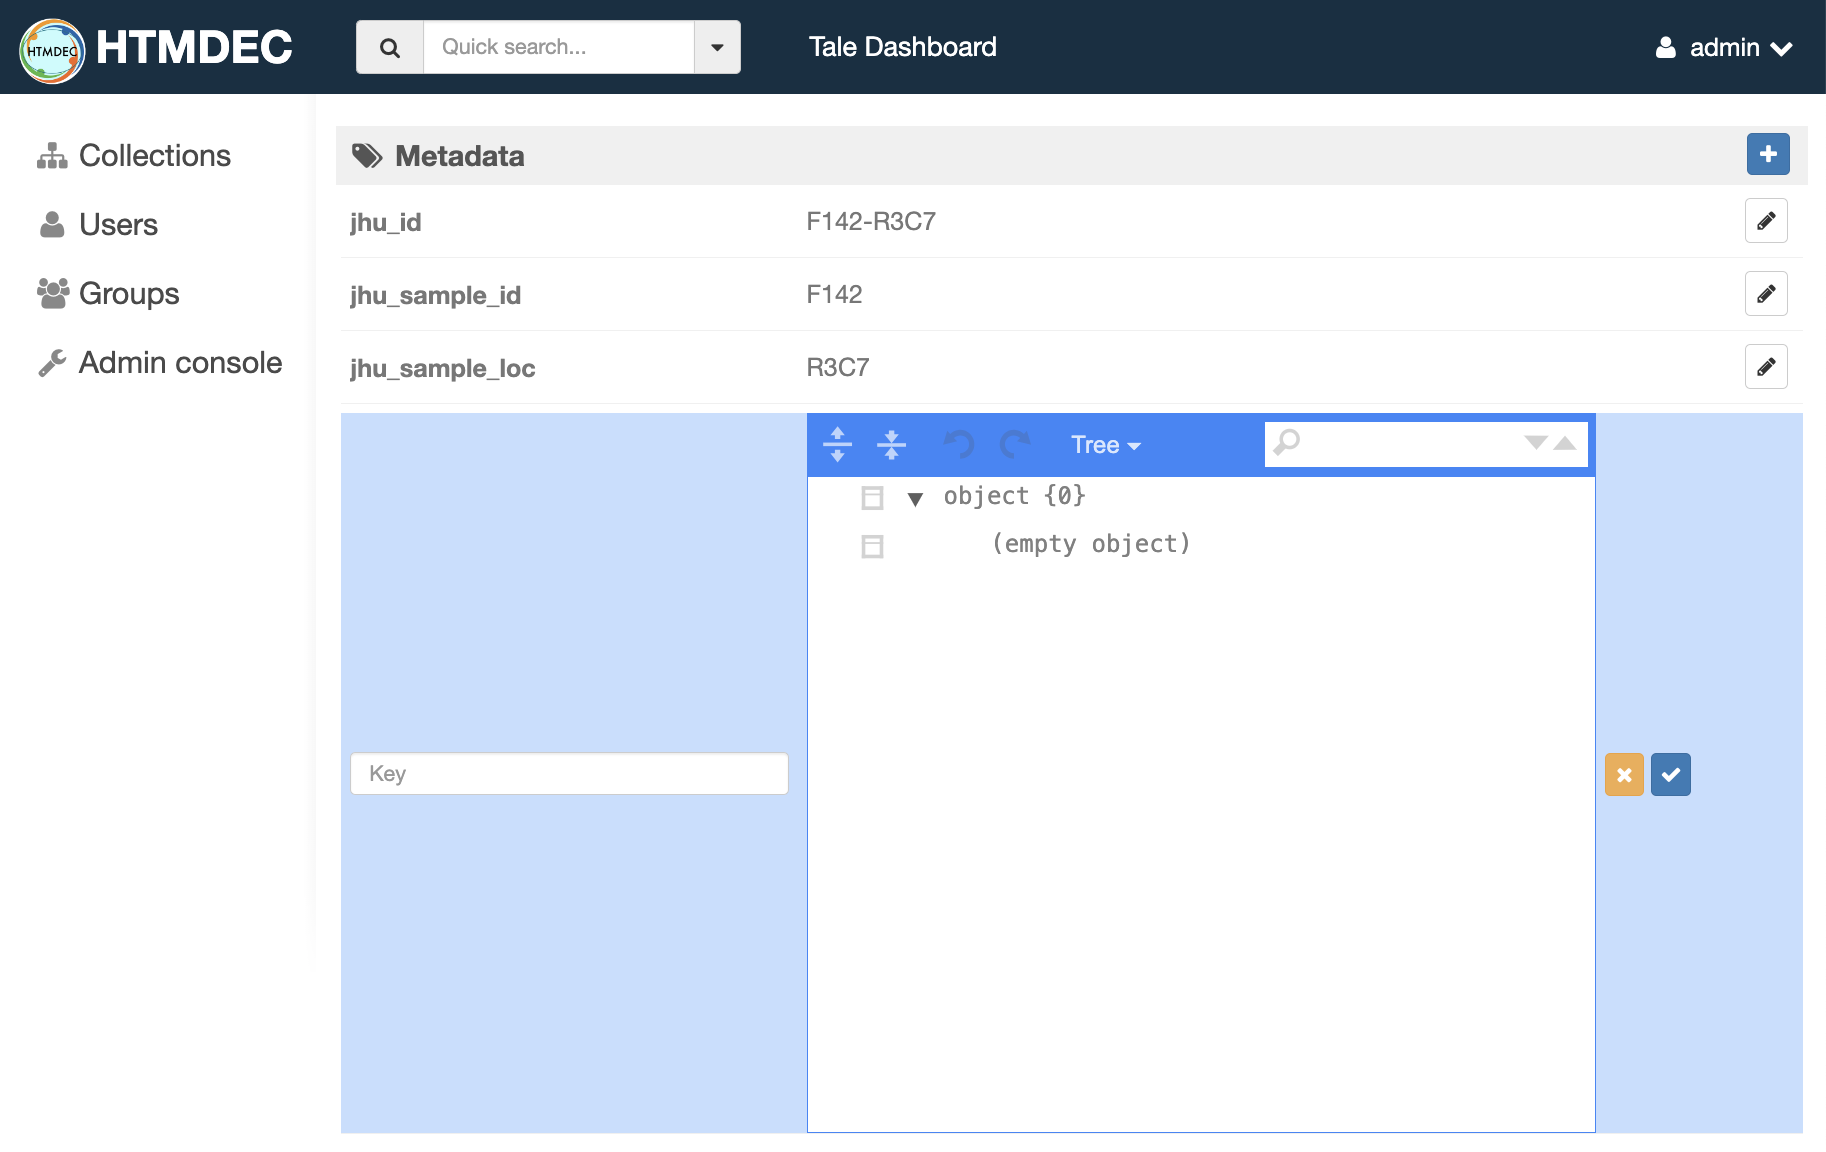 HTMDEC HTMDEC Quick search... Tale Dashboard admin
Collections
Users
Groups
Admin console
Metadata
jhu_id F142-R3C7
jhu_sample_id F142
jhu_sample_loc R3C7
Tree
object {0}
(empty object)
Key